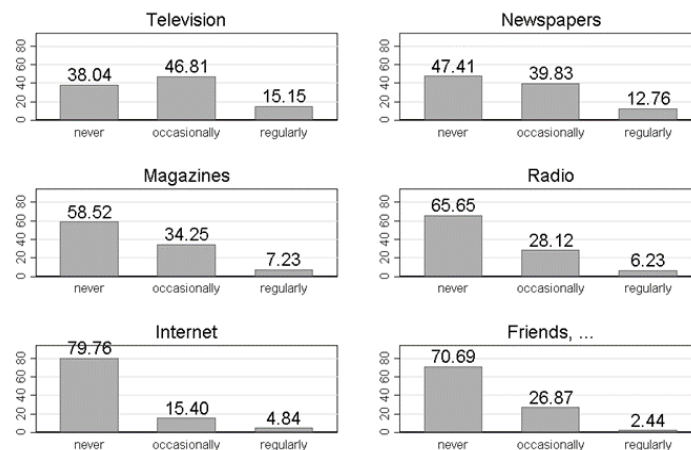 Television
80
60
40
20
0
38.04 46.81 15.15
never occasionally regularly
Newspapers
80
60
40
20
0
47.41 39.83 12.76
never occasionally regularly
Magazines
80
60
40
20
0
58.52 34.25 7.23
never occasionally regularly
Radio
80
60
40
20
0
65.65 28.12 6.23
never occasionally regularly
Internet
80
60
40
20
0
79.76 15.40 4.84
never occasionally regularly
Friends, ...
80
60
40
20
0
70.69 26.87 2.44
never occasionally regularly